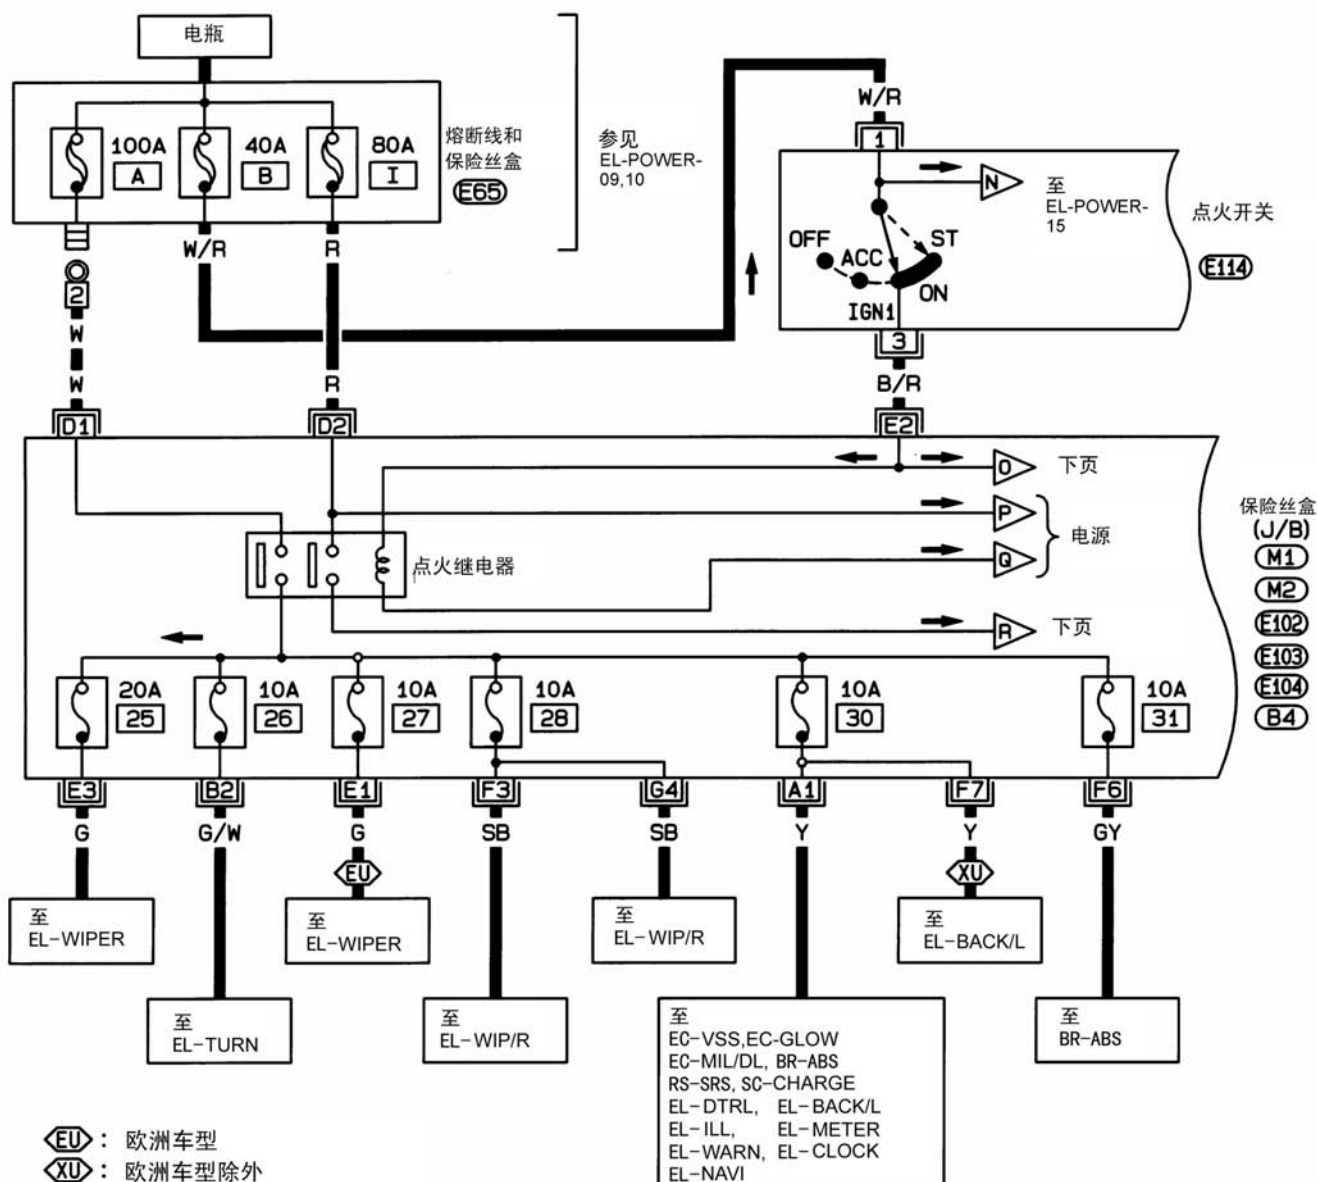 电瓶
100A
A
40A
B
80A
I
熔断线和
保险丝盒
E65
参见
EL-POWER-
09,10
W/R
1
N
至
EL-POWER-
15
点火开关
E114
OFF
ACC
ST
ON
IGN1
3
B/R
E2
W/R
R
2
W
W
R
D1
D2
O
下页
P
Q
电源
点火继电器
R
下页
保险丝盒
(J/B)
M1
M2
E102
E103
E104
B4
20A
25
10A
26
10A
27
10A
28
10A
30
10A
31
E3
B2
E1
F3
G4
A1
F7
F6
G
G/W
G
SB
SB
Y
Y
GY
EU
XU
至
EL-WIPER
至
EL-WIPER
至
EL-WIP/R
至
EL-BACK/L
至
EL-TURN
至
EL-WIP/R
至
EC-VSS,EC-GLOW
EC-MIL/DL, BR-ABS
RS-SRS, SC-CHARGE
EL-DTRL, EL-BACK/L
EL-ILL, EL-METER
EL-WARN, EL-CLOCK
EL-NAVI
至
BR-ABS
EU : 欧洲车型
XU : 欧洲车型除外